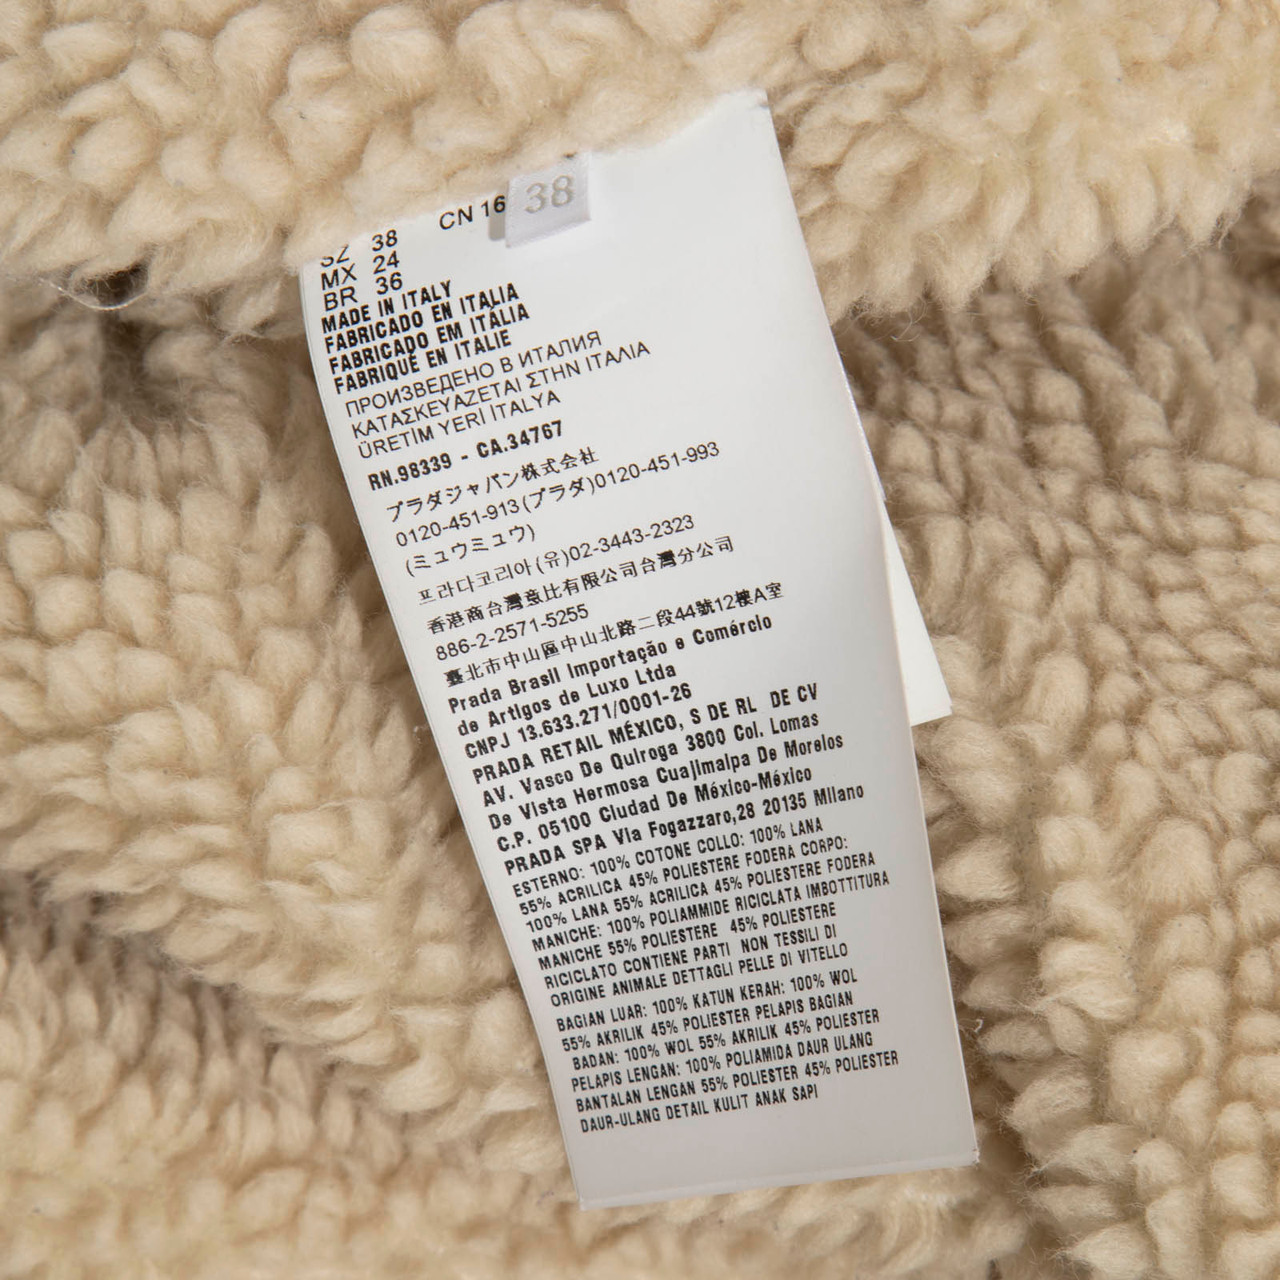 38
SZ 38 CN 16
MX 24
BR 36
MADE IN ITALY
FABRICADO EN ITALIA
FABRICADO EM ITÁLIA
FABRIQUÉ EN ITALIE
ПРОИЗВЕДЕНО В ИТАЛИЯ
ΚΑΤΑΣΚΕΥΑΖΕΤΑΙ ΣΤΗΝ ΙΤΑΛΙΑ
ÜRETİM YERİ İTALYA
RN.98339 - CA.34767
プラダジャパン株式会社
0120-451-913(プラダ)0120-451-993
(ミュウミュウ)
프라다코리아(유)02-3443-2323
香港商台灣意比有限公司台灣分公司
886-2-2571-5255
臺北市中山區中山北路二段44號12樓A室
Prada Brasil Importação e Comércio
de Artigos de Luxo Ltda
CNPJ 13.633.271/0001-26
PRADA RETAIL MÉXICO, S DE RL DE CV
AV. Vasco De Quiroga 3800 Col. Lomas
De Vista Hermosa Cuajimalpa De Morelos
C.P. 05100 Ciudad De México-México
PRADA SPA Via Fogazzaro,28 20135 Milano
ESTERNO: 100% COTONE COLLO: 100% LANA
55% ACRILICA 45% POLIESTERE FODERA CORPO:
100% LANA 55% ACRILICA 45% POLIESTERE FODERA
MANICHE: 100% POLIAMMIDE RICICLATA IMBOTTITURA
MANICHE 55% POLIESTERE 45% POLIESTERE
RICICLATO CONTIENE PARTI NON TESSILI DI
ORIGINE ANIMALE DETTAGLI PELLE DI VITELLO
BAGIAN LUAR: 100% KATUN KERAH: 100% WOL
55% AKRILIK 45% POLIESTER PELAPIS BAGIAN
BADAN: 100% WOL 55% AKRILIK 45% POLIESTER
PELAPIS LENGAN: 100% POLIAMIDA DAUR ULANG
BANTALAN LENGAN 55% POLIESTER 45% POLIESTER
DAUR-ULANG DETAIL KULIT ANAK SAPI